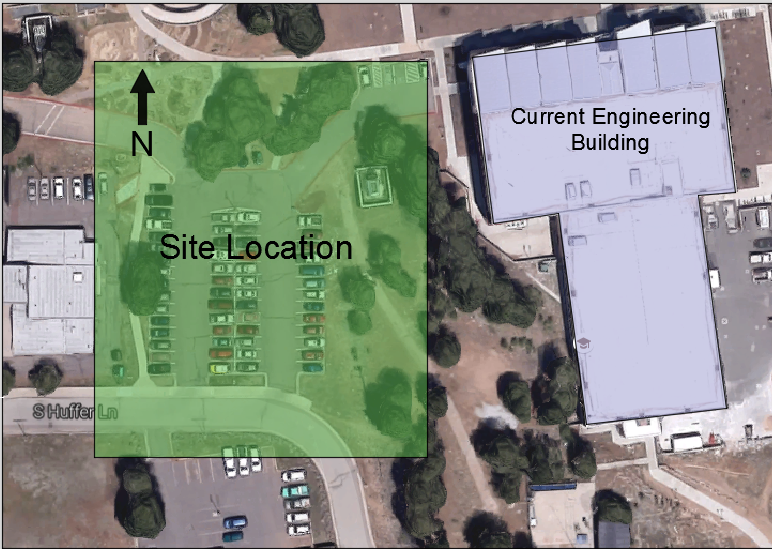 Current Engineering
Building
N
Site Location
S Huffer Ln